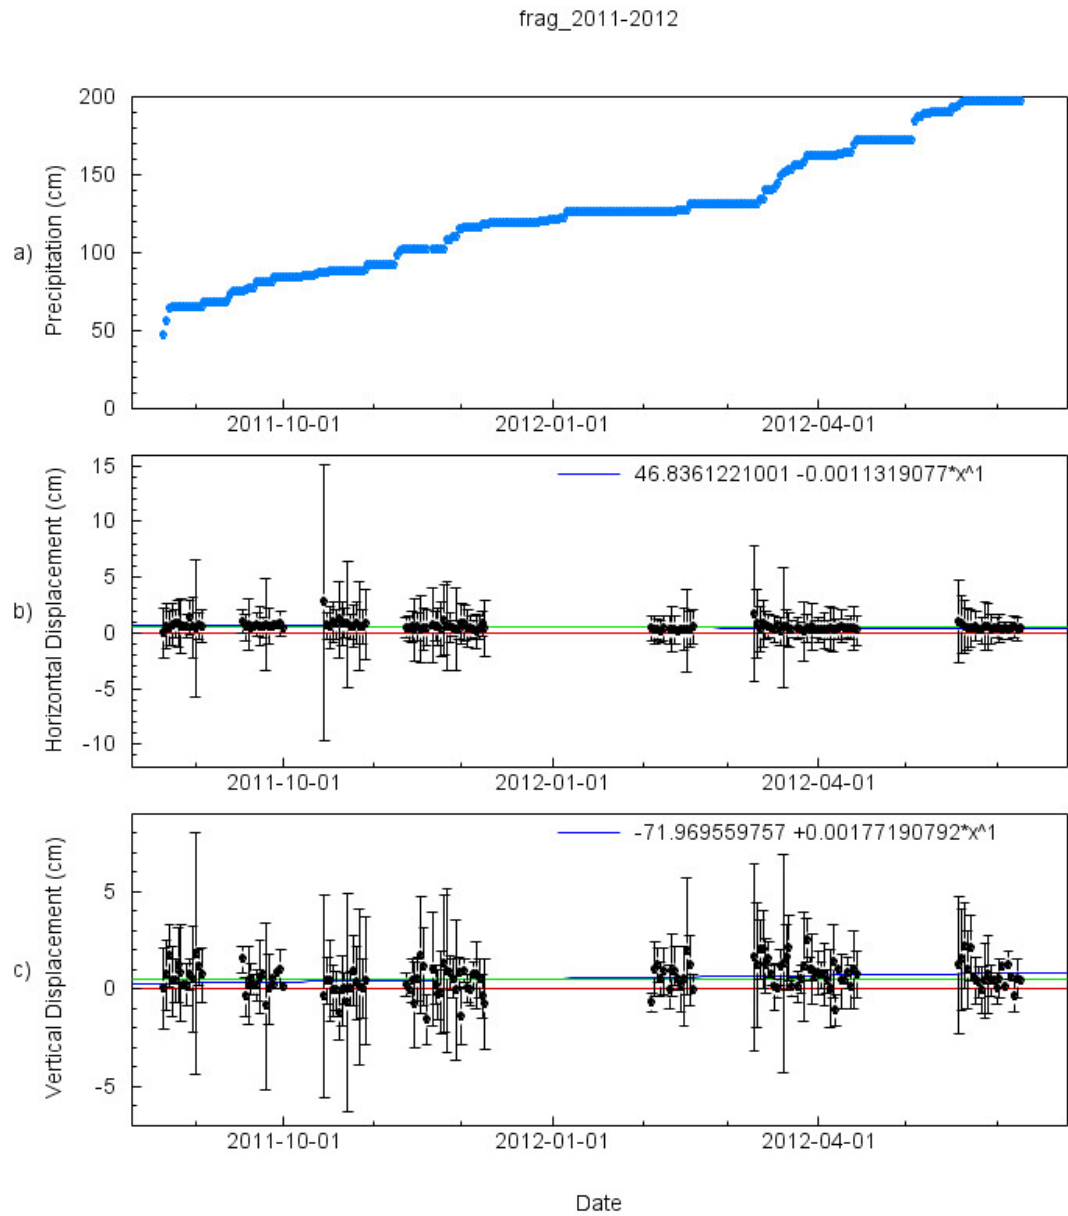 frag_2011-2012
a)
Precipitation (cm)
200
150
100
50
0
2011-10-01 2012-01-01 2012-04-01
b)
Horizontal Displacement (cm)
46.8361221001 -0.0011319077*x^1
15
10
5
0
-5
-10
2011-10-01 2012-01-01 2012-04-01
c)
Vertical Displacement (cm)
-71.969559757 +0.00177190792*x^1
5
0
-5
2011-10-01 2012-01-01 2012-04-01
Date